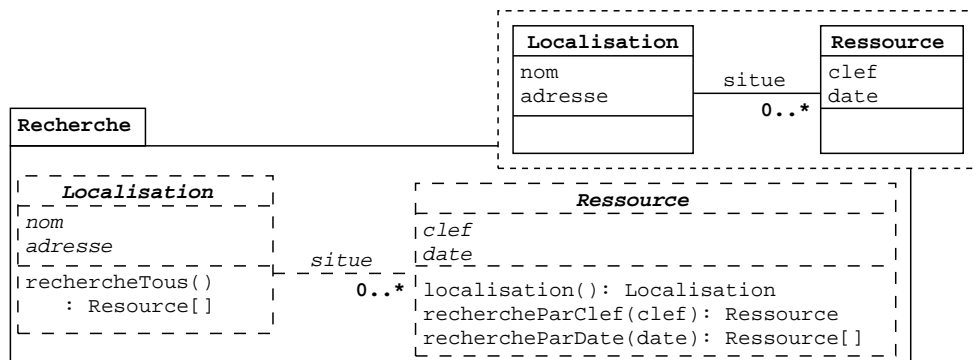 Localisation
nom
adresse
situe
0..*
Ressource
clef
date
Recherche
Localisation
nom
adresse
rechercheTous()
: Resource[]
situe
0..*
Ressource
clef
date
localisation(): Localisation
rechercheParClef(clef): Ressource
rechercheParDate(date): Ressource[]